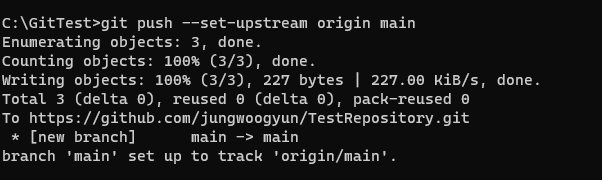 C:\GitTest>git push --set-upstream origin main
Enumerating objects: 3, done.
Counting objects: 100% (3/3), done.
Writing objects: 100% (3/3), 227 bytes | 227.00 KiB/s, done.
Total 3 (delta 0), reused 0 (delta 0), pack-reused 0
To https://github.com/jungwoogyun/TestRepository.git
 * [new branch]      main -> main
branch 'main' set up to track 'origin/main'.